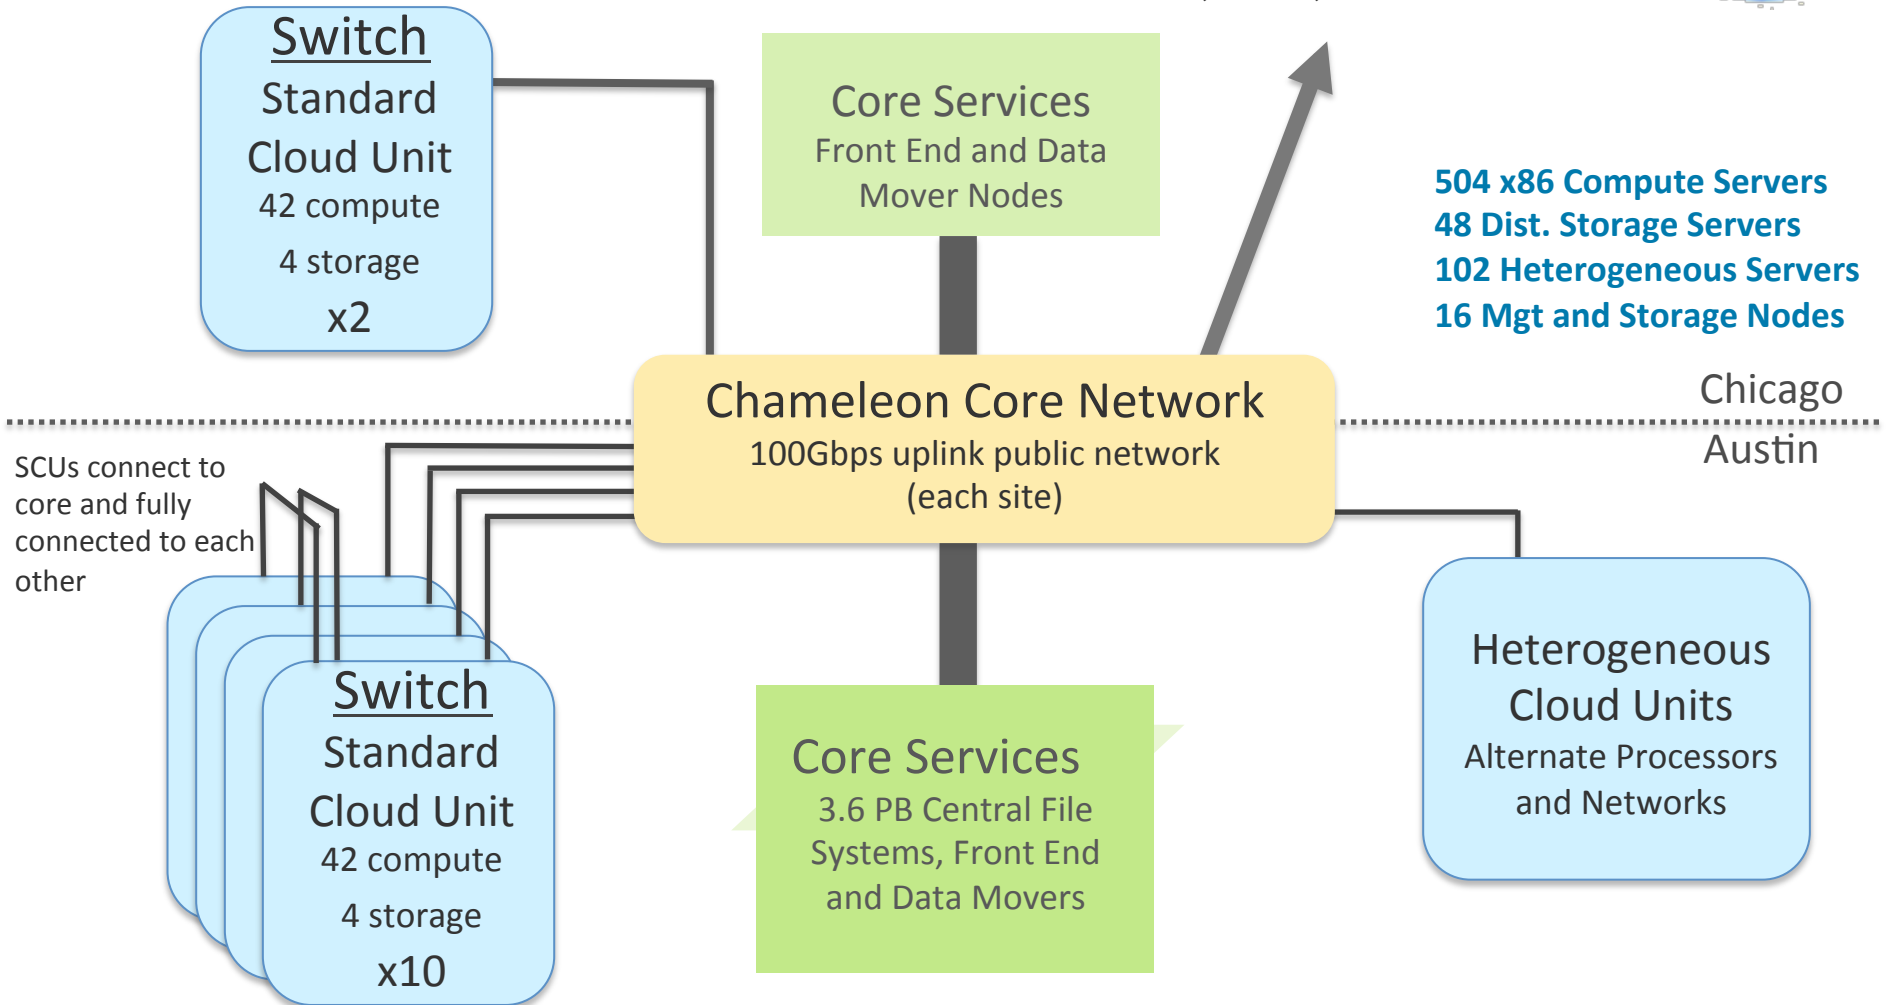 Switch
Standard
Cloud Unit
42 compute
4 storage
x2
Core Services
Front End and Data
Mover Nodes
504 x86 Compute Servers
48 Dist. Storage Servers
102 Heterogeneous Servers
16 Mgt and Storage Nodes
Chicago
Austin
Chameleon Core Network
100Gbps uplink public network
(each site)
SCUs connect to
core and fully
connected to each
other
Switch
Standard
Cloud Unit
42 compute
4 storage
x10
Core Services
3.6 PB Central File
Systems, Front End
and Data Movers
Heterogeneous
Cloud Units
Alternate Processors
and Networks